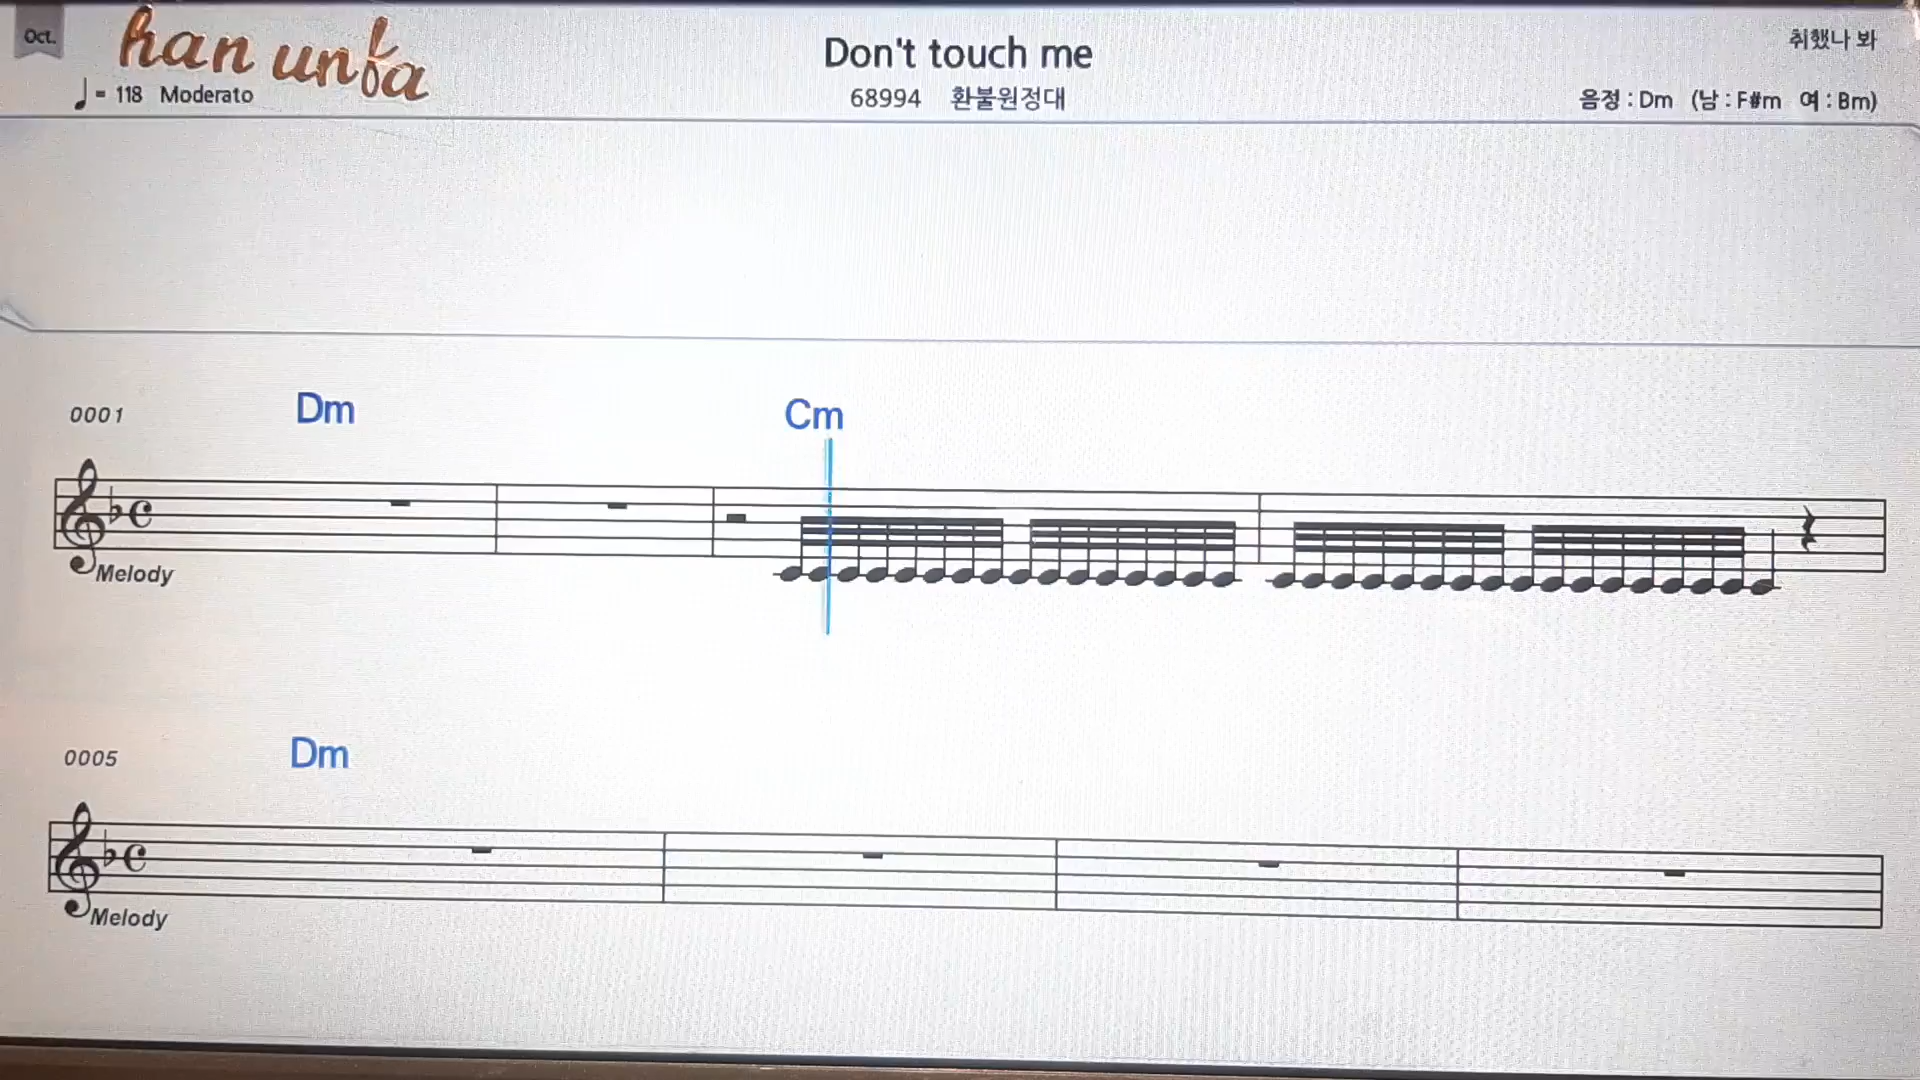 Oct.
han unfa
♩= 118 Moderato
Don't touch me
68994 환불원정대
취했나 봐
음정 : Dm (남 : F#m 여 : Bm)
0001 Dm Cm
Melody
0005 Dm
Melody